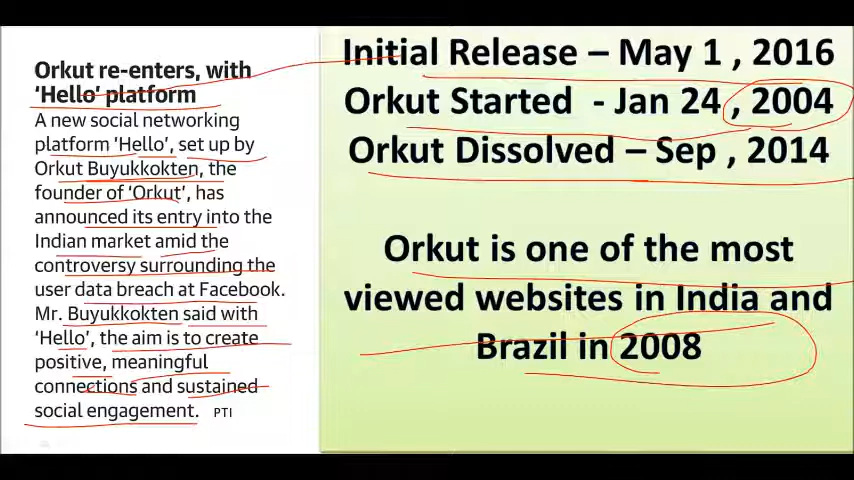 Orkut re-enters, with
‘Hello’ platform
A new social networking
platform ‘Hello’, set up by
Orkut Buyukkokten, the
founder of ‘Orkut’, has
announced its entry into the
Indian market amid the
controversy surrounding the
user data breach at Facebook.
Mr. Buyukkokten said with
‘Hello’, the aim is to create
positive, meaningful
connections and sustained
social engagement. PTI
Initial Release – May 1 , 2016
Orkut Started - Jan 24 , 2004
Orkut Dissolved – Sep , 2014
Orkut is one of the most
viewed websites in India and
Brazil in 2008